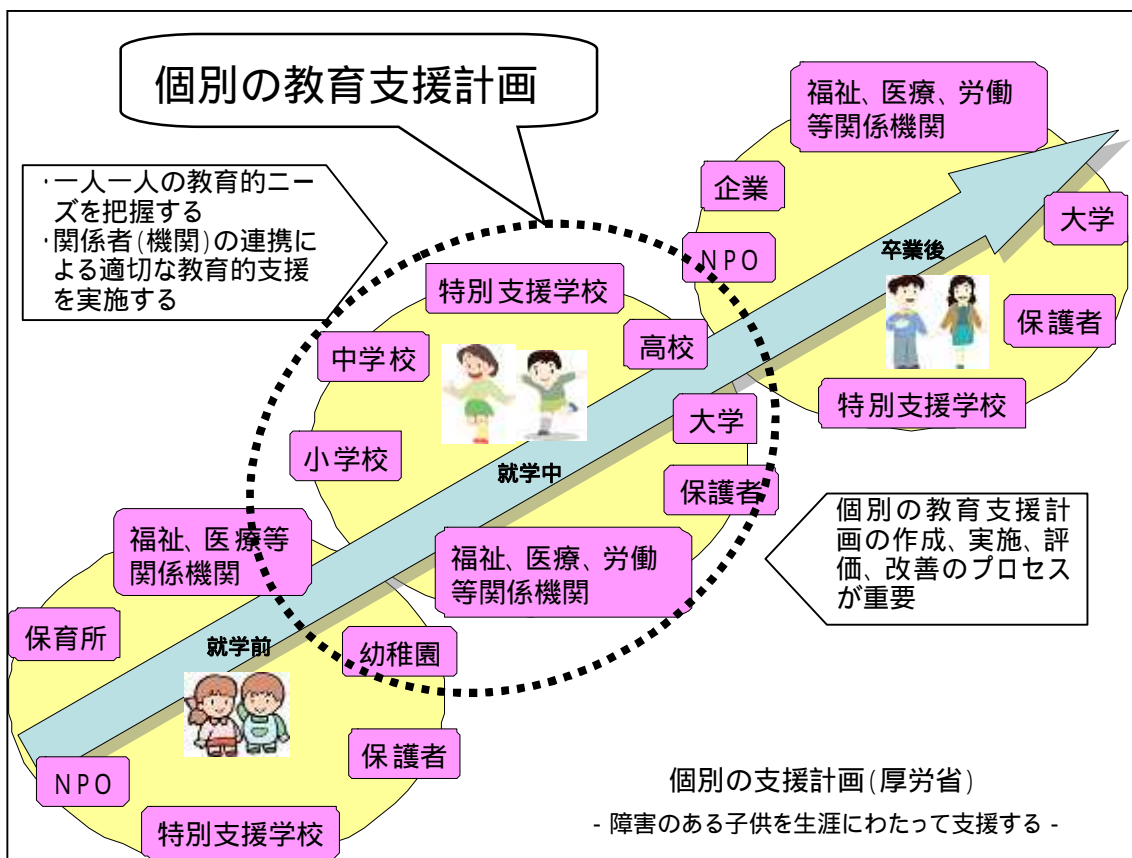 個別の教育支援計画
・一人一人の教育的ニー
ズを把握する
・関係者(機関)の連携に
よる適切な教育的支援
を実施する
福祉、医療、労働
等関係機関
企業
大学
NPO
卒業後
保護者
特別支援学校
特別支援学校
中学校
高校
大学
小学校
就学中
保護者
福祉、医療、労働
等関係機関
個別の教育支援計
画の作成、実施、評
価、改善のプロセス
が重要
福祉、医療等
関係機関
保育所
就学前
幼稚園
保護者
NPO
特別支援学校
個別の支援計画(厚労省)
- 障害のある子供を生涯にわたって支援する -